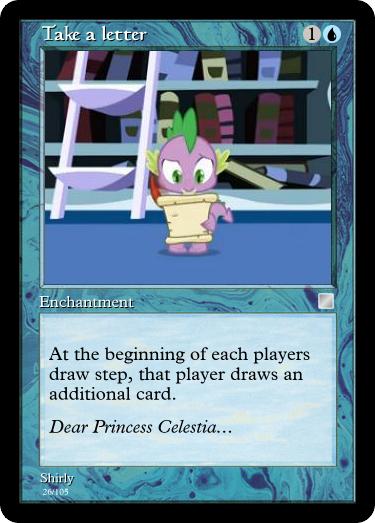 Take a letter
1
Enchantment
At the beginning of each players
draw step, that player draws an
additional card.
Dear Princess Celestia...
Shirly
26/105